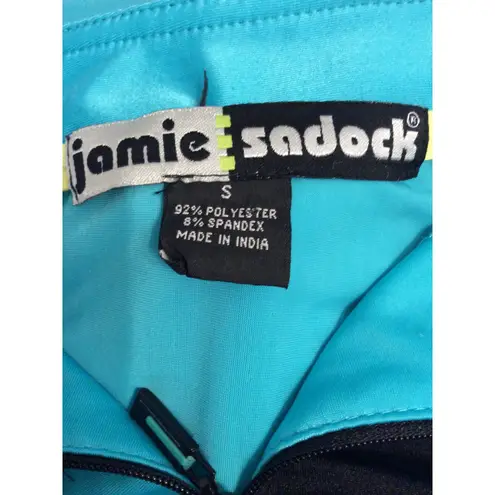 jamie sadock®
S
92% POLYESTER
8% SPANDEX
MADE IN INDIA